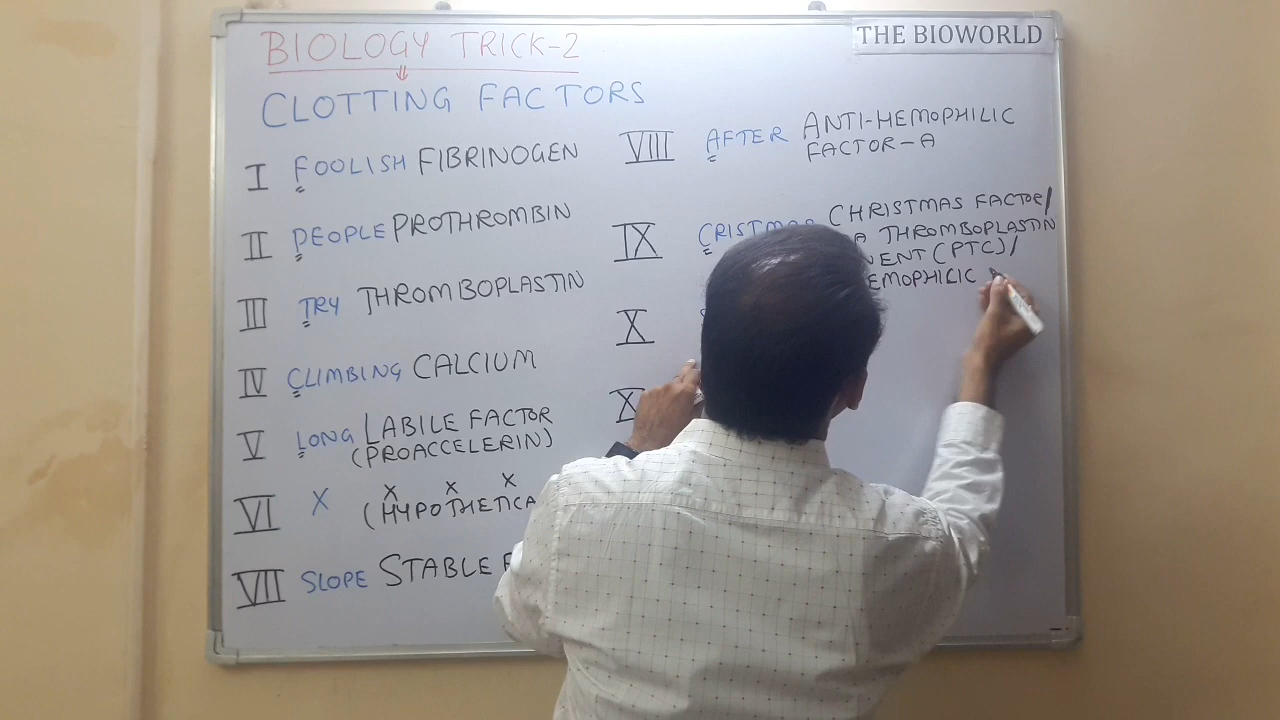 BIOLOGY TRICK-2
THE BIOWORLD
CLOTTING FACTORS
I FOOLISH FIBRINOGEN
II PEOPLE PROTHROMBIN
III TRY THROMBOPLASTIN
IV CLIMBING CALCIUM
V LONG LABILE FACTOR
(PROACCELERIN)
VI X X X X
(HYPOTHETICA
VII SLOPE STABLE
VIII AFTER ANTI-HEMOPHILIC
FACTOR-A
IX CRISTMAS CHRISTMAS FACTOR/
A THROMBOPLASTIN
NENT (PTC)/
EMOPHILIC
X
X